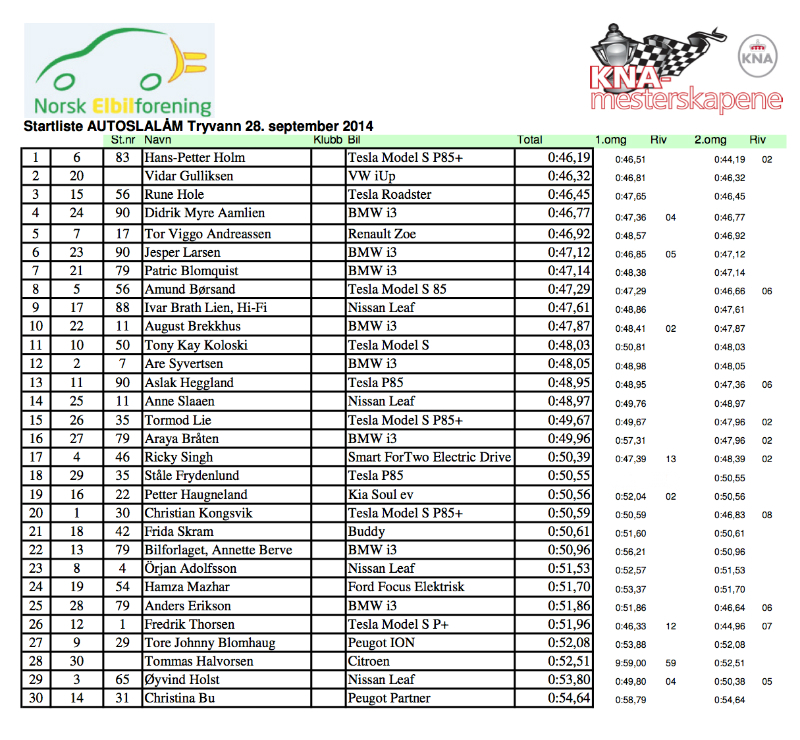 Norsk Elbilforening
KNA-
mesterskapene
KNA
Startliste AUTOSLALÅM Tryvann 28. september 2014
St.nr Navn Klubb Bil Total 1.omg Riv 2.omg Riv
1 6 83 Hans-Petter Holm Tesla Model S P85+ 0:46,19 0:46,51 0:44,19 02
2 20 Vidar Gulliksen VW iUp 0:46,32 0:46,81 0:46,32
3 15 56 Rune Hole Tesla Roadster 0:46,45 0:47,65 0:46,45
4 24 90 Didrik Myre Aamlien BMW i3 0:46,77 0:47,36 04 0:46,77
5 7 17 Tor Viggo Andreassen Renault Zoe 0:46,92 0:48,57 0:46,92
6 23 90 Jesper Larsen BMW i3 0:47,12 0:46,85 05 0:47,12
7 21 79 Patric Blomquist BMW i3 0:47,14 0:48,38 0:47,14
8 5 56 Amund Børsand Tesla Model S 85 0:47,29 0:47,29 0:46,66 06
9 17 88 Ivar Brath Lien, Hi-Fi Nissan Leaf 0:47,61 0:48,86 0:47,61
10 22 11 August Brekkhus BMW i3 0:47,87 0:48,41 02 0:47,87
11 10 50 Tony Kay Koloski Tesla Model S 0:48,03 0:50,81 0:48,03
12 2 7 Are Syvertsen BMW i3 0:48,05 0:48,98 0:48,05
13 11 90 Aslak Heggland Tesla P85 0:48,95 0:48,95 0:47,36 06
14 25 11 Anne Slaaen Nissan Leaf 0:48,97 0:49,76 0:48,97
15 26 35 Tormod Lie Tesla Model S P85+ 0:49,67 0:49,67 0:47,96 02
16 27 79 Araya Bråten BMW i3 0:49,96 0:57,31 0:47,96 02
17 4 46 Ricky Singh Smart ForTwo Electric Drive 0:50,39 0:47,39 13 0:48,39 02
18 29 35 Ståle Frydenlund Tesla P85 0:50,55 0:50,55
19 16 22 Petter Haugneland Kia Soul ev 0:50,56 0:52,04 02 0:50,56
20 1 30 Christian Kongsvik Tesla Model S P85+ 0:50,59 0:50,59 0:46,83 08
21 18 42 Frida Skram Buddy 0:50,61 0:51,60 0:50,61
22 13 79 Bilforlaget, Annette Berve BMW i3 0:50,96 0:56,21 0:50,96
23 8 4 Örjan Adolfsson Nissan Leaf 0:51,53 0:52,57 0:51,53
24 19 54 Hamza Mazhar Ford Focus Elektrisk 0:51,70 0:53,37 0:51,70
25 28 79 Anders Erikson BMW i3 0:51,86 0:51,86 0:46,64 06
26 12 1 Fredrik Thorsen Tesla Model S P+ 0:51,96 0:46,33 12 0:44,96 07
27 9 29 Tore Johnny Blomhaug Peugot ION 0:52,08 0:53,88 0:52,08
28 30 Tommas Halvorsen Citroen 0:52,51 9:59,00 59 0:52,51
29 3 65 Øyvind Holst Nissan Leaf 0:53,80 0:49,80 04 0:50,38 05
30 14 31 Christina Bu Peugot Partner 0:54,64 0:58,79 0:54,64